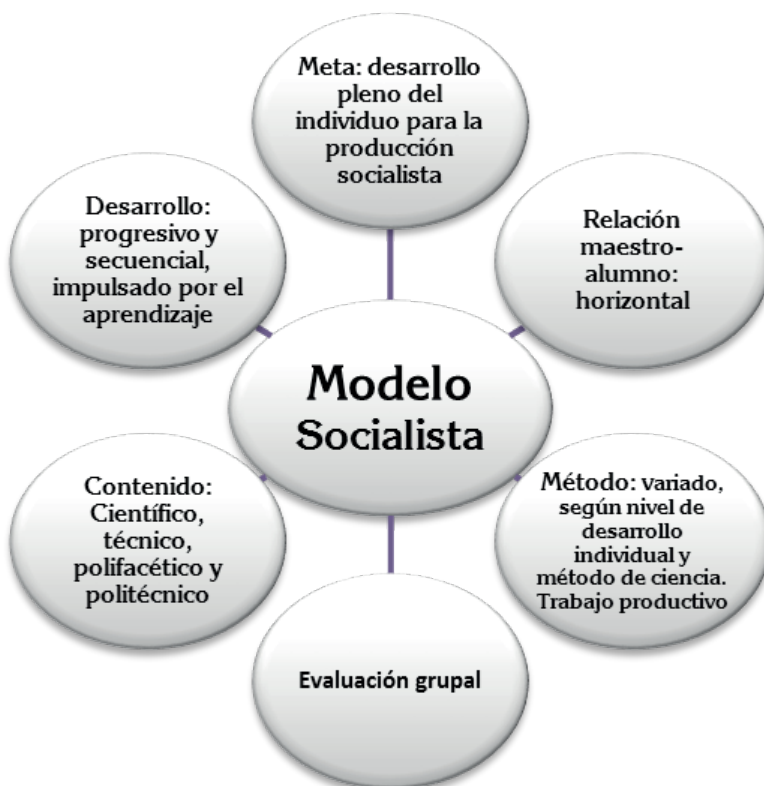 Meta: desarrollo
pleno del
individuo para la
producción
socialista
Relación
maestro-
alumno:
horizontal
Método: variado,
según nivel de
desarrollo
individual y
método de ciencia.
Trabajo productivo
Evaluación grupal
Contenido:
Científico,
técnico,
polifacético y
politécnico
Desarrollo:
progresivo y
secuencial,
impulsado por el
aprendizaje
Modelo
Socialista